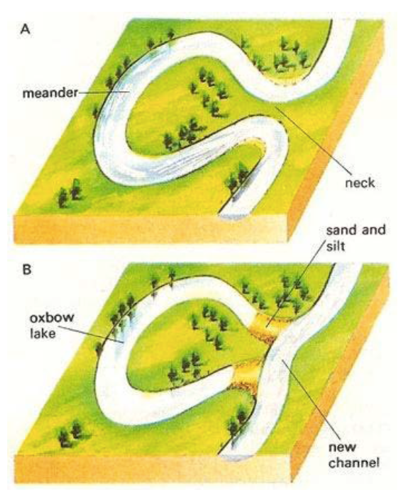 A
meander
neck
sand and
silt
B
oxbow
lake
new
channel